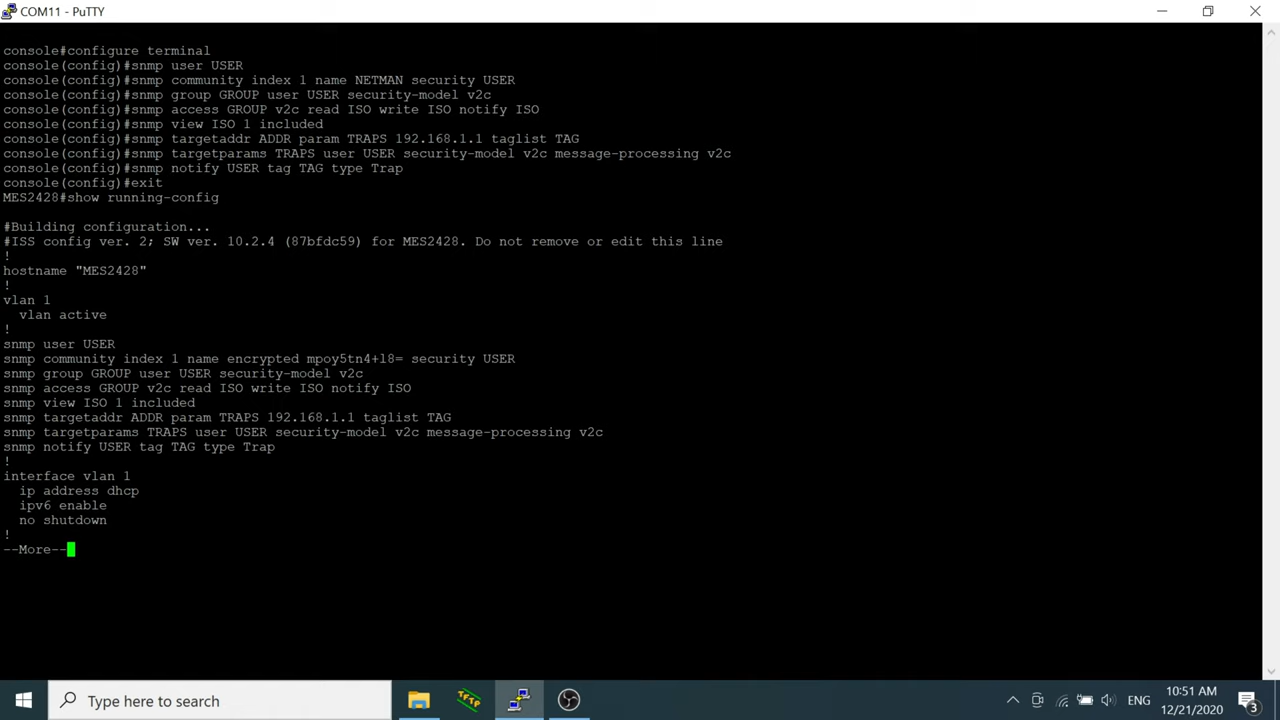 COM11 - PuTTY
console#configure terminal
console(config)#snmp user USER
console(config)#snmp community index 1 name NETMAN security USER
console(config)#snmp group GROUP user USER security-model v2c
console(config)#snmp access GROUP v2c read ISO write ISO notify ISO
console(config)#snmp view ISO 1 included
console(config)#snmp targetaddr ADDR param TRAPS 192.168.1.1 taglist TAG
console(config)#snmp targetparams TRAPS user USER security-model v2c message-processing v2c
console(config)#snmp notify USER tag TAG type Trap
console(config)#exit
MES2428#show running-config
#Building configuration...
#ISS config ver. 2; SW ver. 10.2.4 (87bfdc59) for MES2428. Do not remove or edit this line
!
hostname "MES2428"
!
vlan 1
  vlan active
!
snmp user USER
snmp community index 1 name encrypted mpoy5tn4+l8= security USER
snmp group GROUP user USER security-model v2c
snmp access GROUP v2c read ISO write ISO notify ISO
snmp view ISO 1 included
snmp targetaddr ADDR param TRAPS 192.168.1.1 taglist TAG
snmp targetparams TRAPS user USER security-model v2c message-processing v2c
snmp notify USER tag TAG type Trap
!
interface vlan 1
  ip address dhcp
  ipv6 enable
  no shutdown
!
--More--
Type here to search
TFTP
ENG
10:51 AM
12/21/2020
3